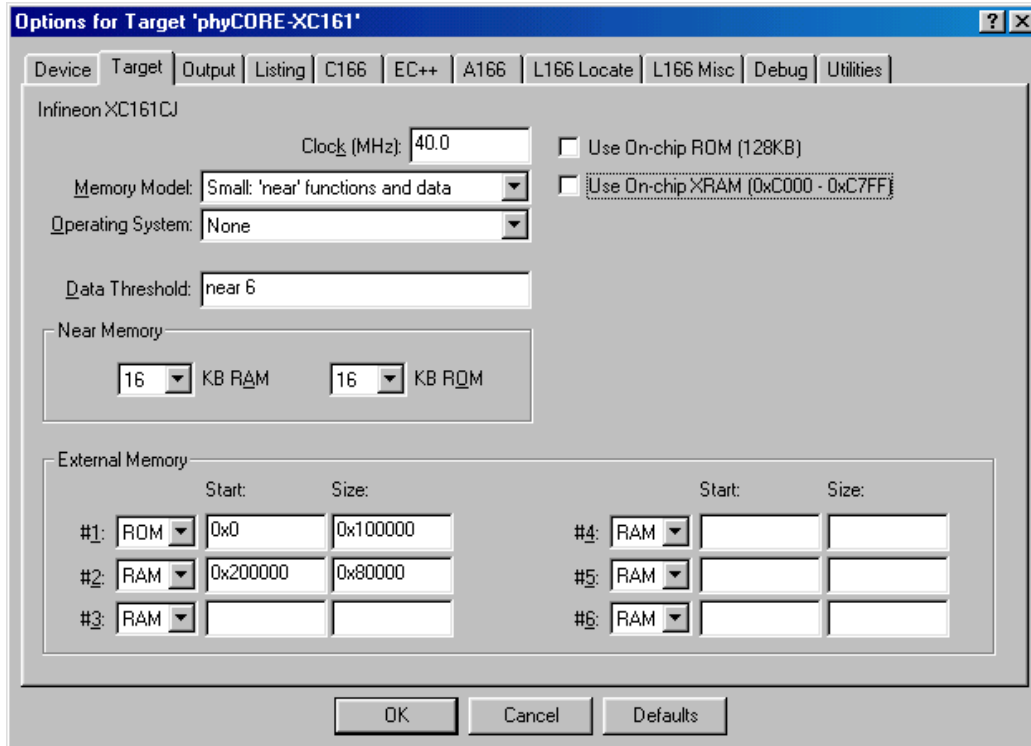 Options for Target 'phyCORE-XC161'
Device Target Output Listing C166 EC++ A166 L166 Locate L166 Misc Debug Utilities
Infineon XC161CJ
Clock (MHz): 40.0 Use On-chip ROM (128KB)
Memory Model: Small: 'near' functions and data Use On-chip XRAM (0xC000 - 0xC7FF)
Operating System: None
Data Threshold: near 6
Near Memory
16 KB RAM 16 KB ROM
External Memory
Start: Size: Start: Size:
#1: ROM 0x0 0x100000 #4: RAM
#2: RAM 0x200000 0x80000 #5: RAM
#3: RAM #6: RAM
OK Cancel Defaults